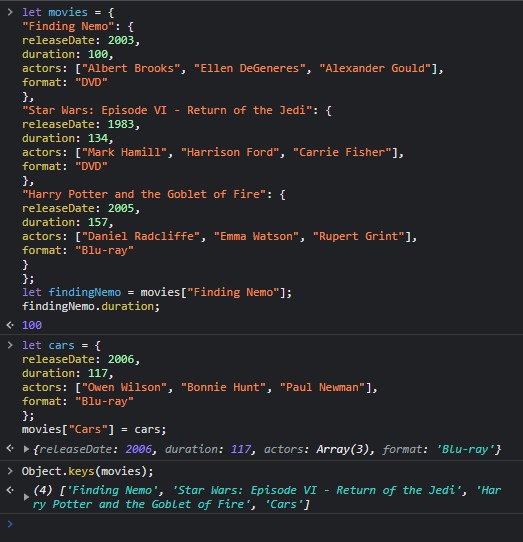 let movies = {
"Finding Nemo": {
releaseDate: 2003,
duration: 100,
actors: ["Albert Brooks", "Ellen DeGeneres", "Alexander Gould"],
format: "DVD"
},
"Star Wars: Episode VI - Return of the Jedi": {
releaseDate: 1983,
duration: 134,
actors: ["Mark Hamill", "Harrison Ford", "Carrie Fisher"],
format: "DVD"
},
"Harry Potter and the Goblet of Fire": {
releaseDate: 2005,
duration: 157,
actors: ["Daniel Radcliffe", "Emma Watson", "Rupert Grint"],
format: "Blu-ray"
}
};
let findingNemo = movies["Finding Nemo"];
findingNemo.duration;
100
let cars = {
releaseDate: 2006,
duration: 117,
actors: ["Owen Wilson", "Bonnie Hunt", "Paul Newman"],
format: "Blu-ray"
};
movies["Cars"] = cars;
{releaseDate: 2006, duration: 117, actors: Array(3), format: 'Blu-ray'}
Object.keys(movies);
(4) ['Finding Nemo', 'Star Wars: Episode VI - Return of the Jedi', 'Har
ry Potter and the Goblet of Fire', 'Cars']